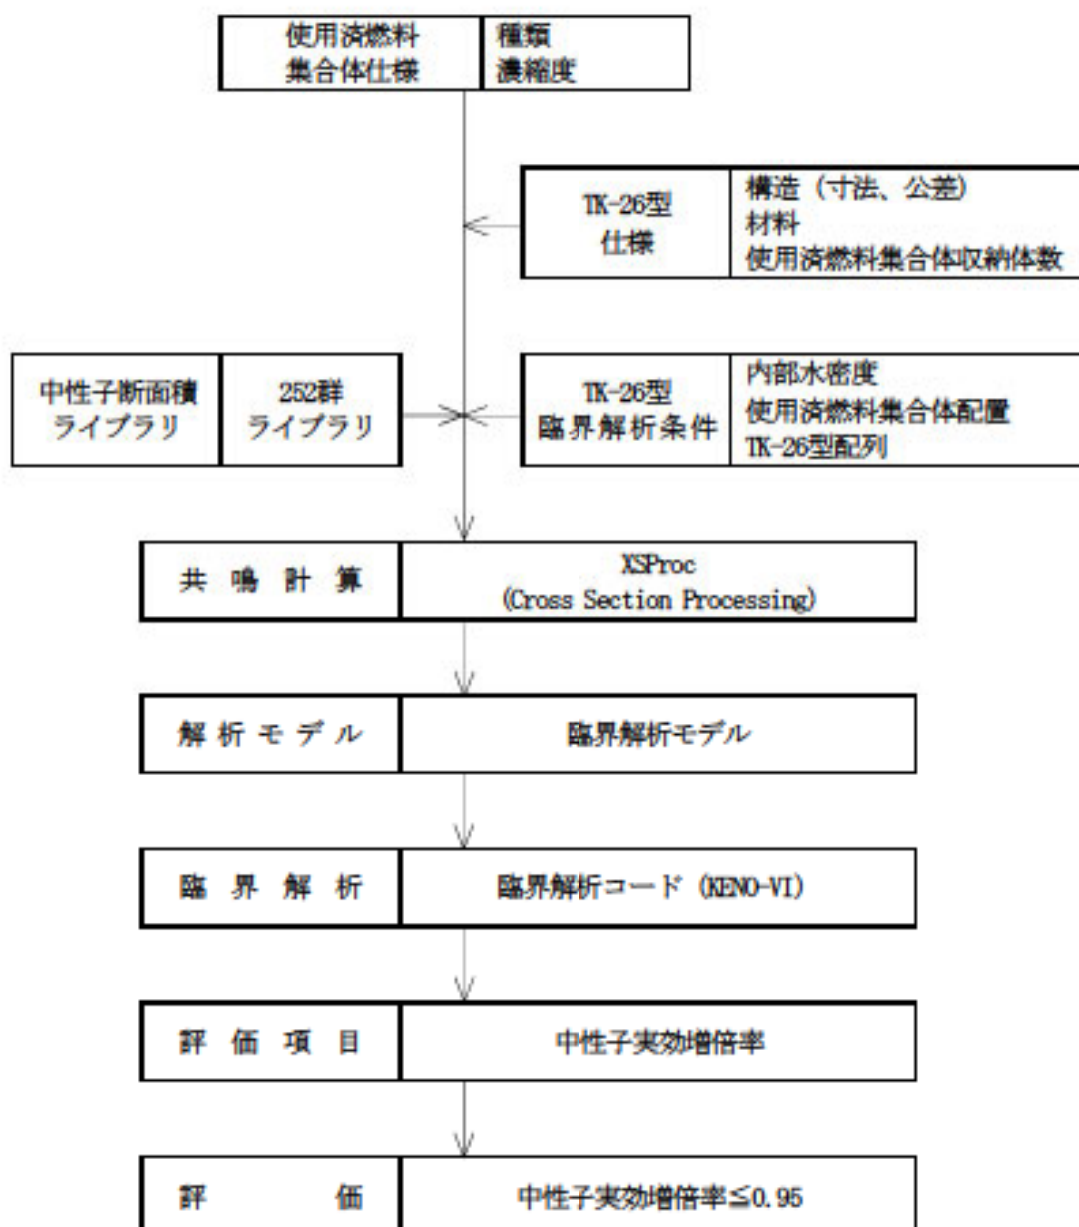 使用済燃料
集合体仕様
種類
濃縮度
TK-26型
仕様
構造（寸法、公差）
材料
使用済燃料集合体収納体数
中性子断面積
ライブラリ
252群
ライブラリ
TK-26型
臨界解析条件
内部水密度
使用済燃料集合体配置
TK-26型配列
共鳴計算
XSProc
(Cross Section Processing)
解析モデル
臨界解析モデル
臨界解析
臨界解析コード（KENO-VI）
評価項目
中性子実効増倍率
評価
中性子実効増倍率≦0.95